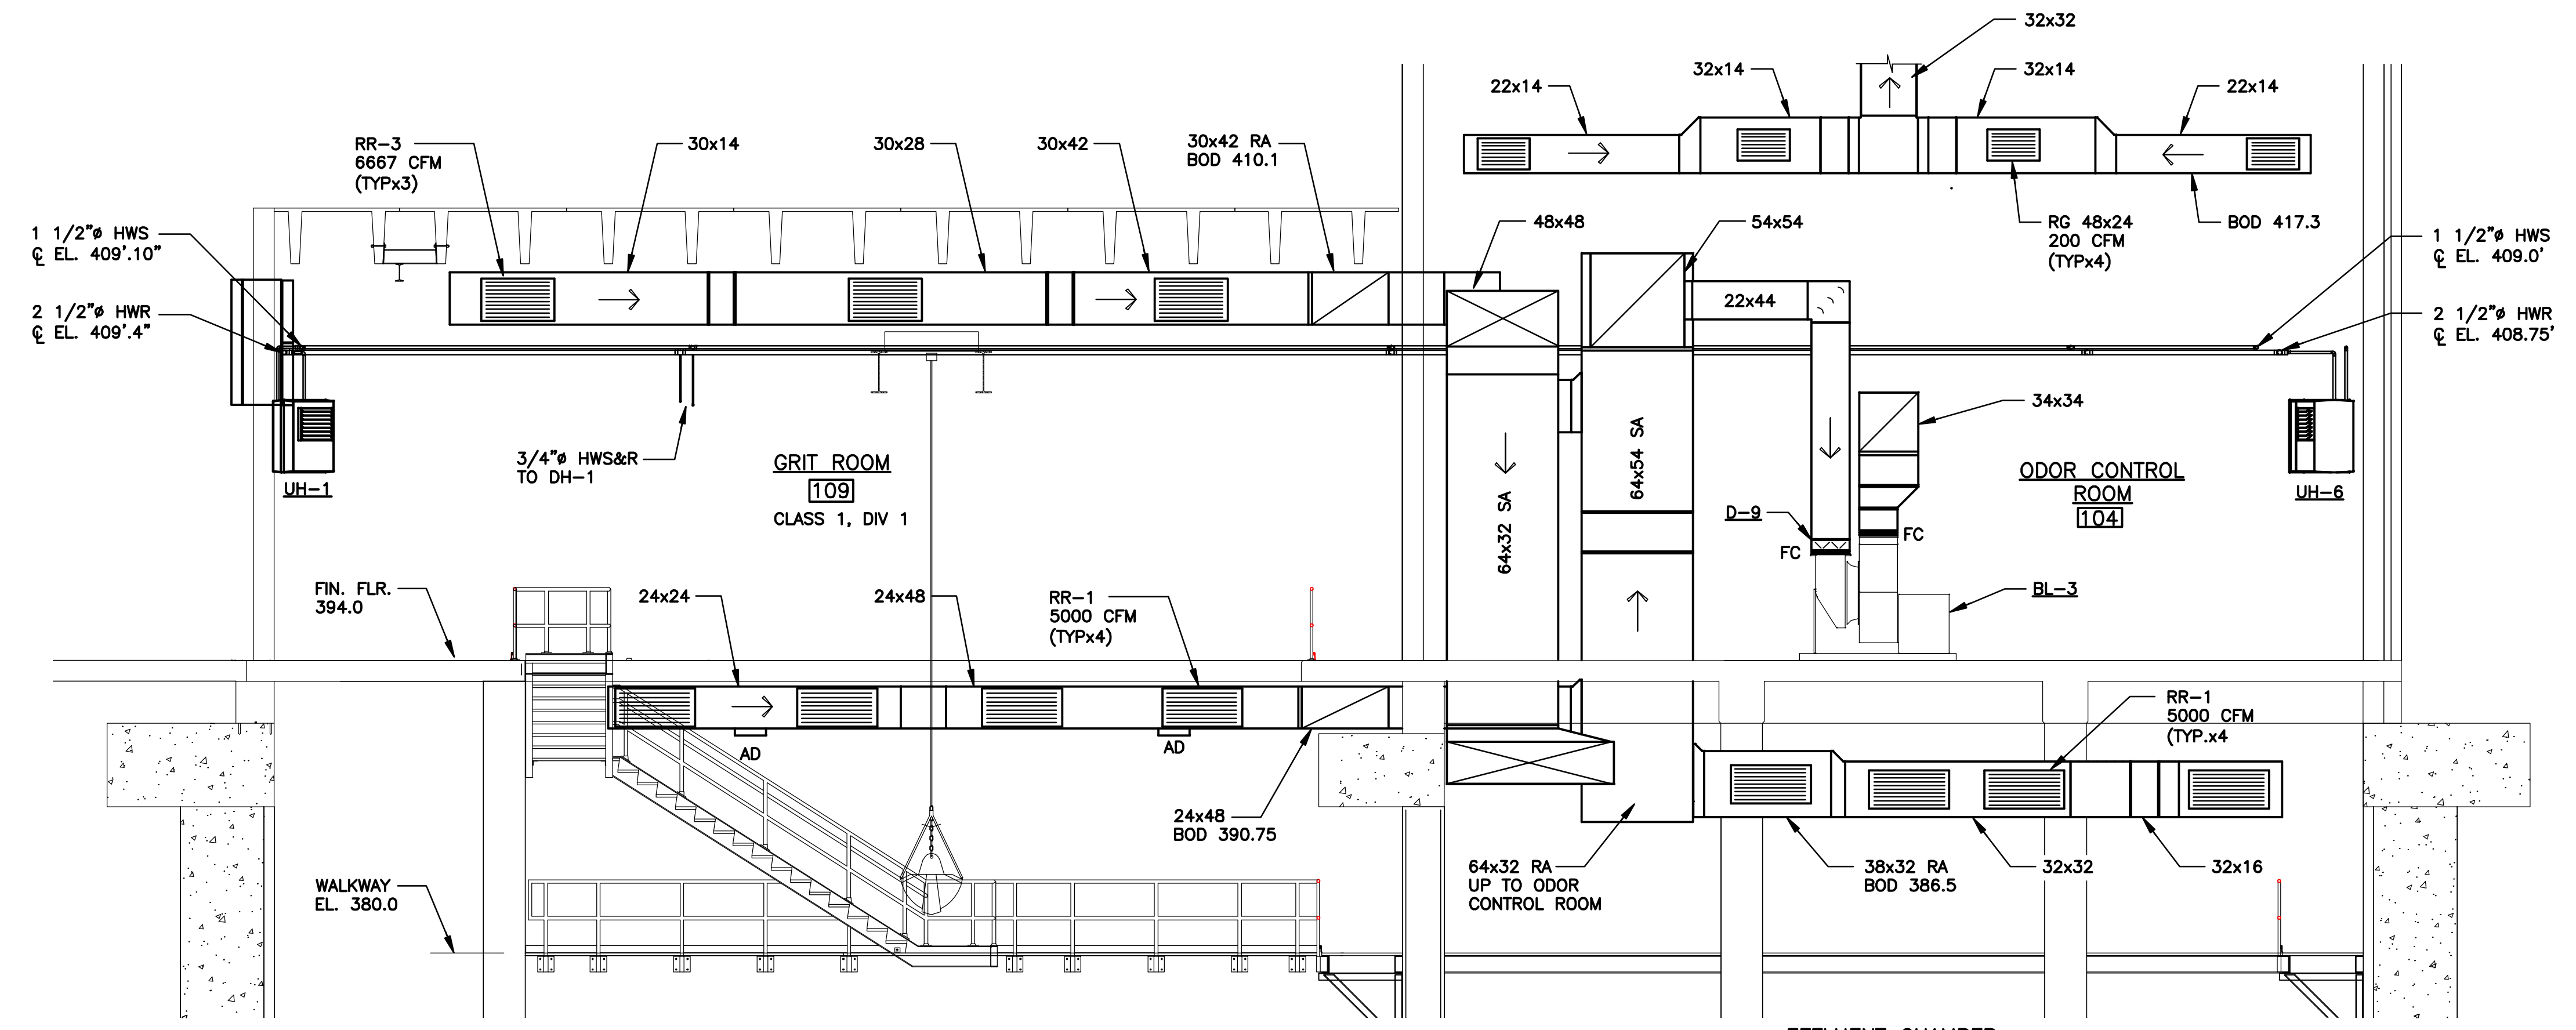 32x32
32x14
32x14
22x14
22x14
RR-3
6667 CFM
(TYPx3)
30x14
30x28
30x42
30x42 RA
BOD 410.1
48x48
54x54
RG 48x24
200 CFM
(TYPx4)
BOD 417.3
1 1/2"ø HWS
℄ EL. 409'.10"
2 1/2"ø HWR
℄ EL. 409'.4"
1 1/2"ø HWS
℄ EL. 409.0'
2 1/2"ø HWR
℄ EL. 408.75'
22x44
34x34
UH-1
3/4"ø HWS&R
TO DH-1
GRIT ROOM
109
CLASS 1, DIV 1
64x32 SA
64x54 SA
D-9
FC
FC
ODOR CONTROL
ROOM
104
UH-6
BL-3
FIN. FLR.
394.0
24x24
24x48
RR-1
5000 CFM
(TYPx4)
AD
AD
RR-1
5000 CFM
(TYP.x4
24x48
BOD 390.75
WALKWAY
EL. 380.0
64x32 RA
UP TO ODOR
CONTROL ROOM
38x32 RA
BOD 386.5
32x32
32x16